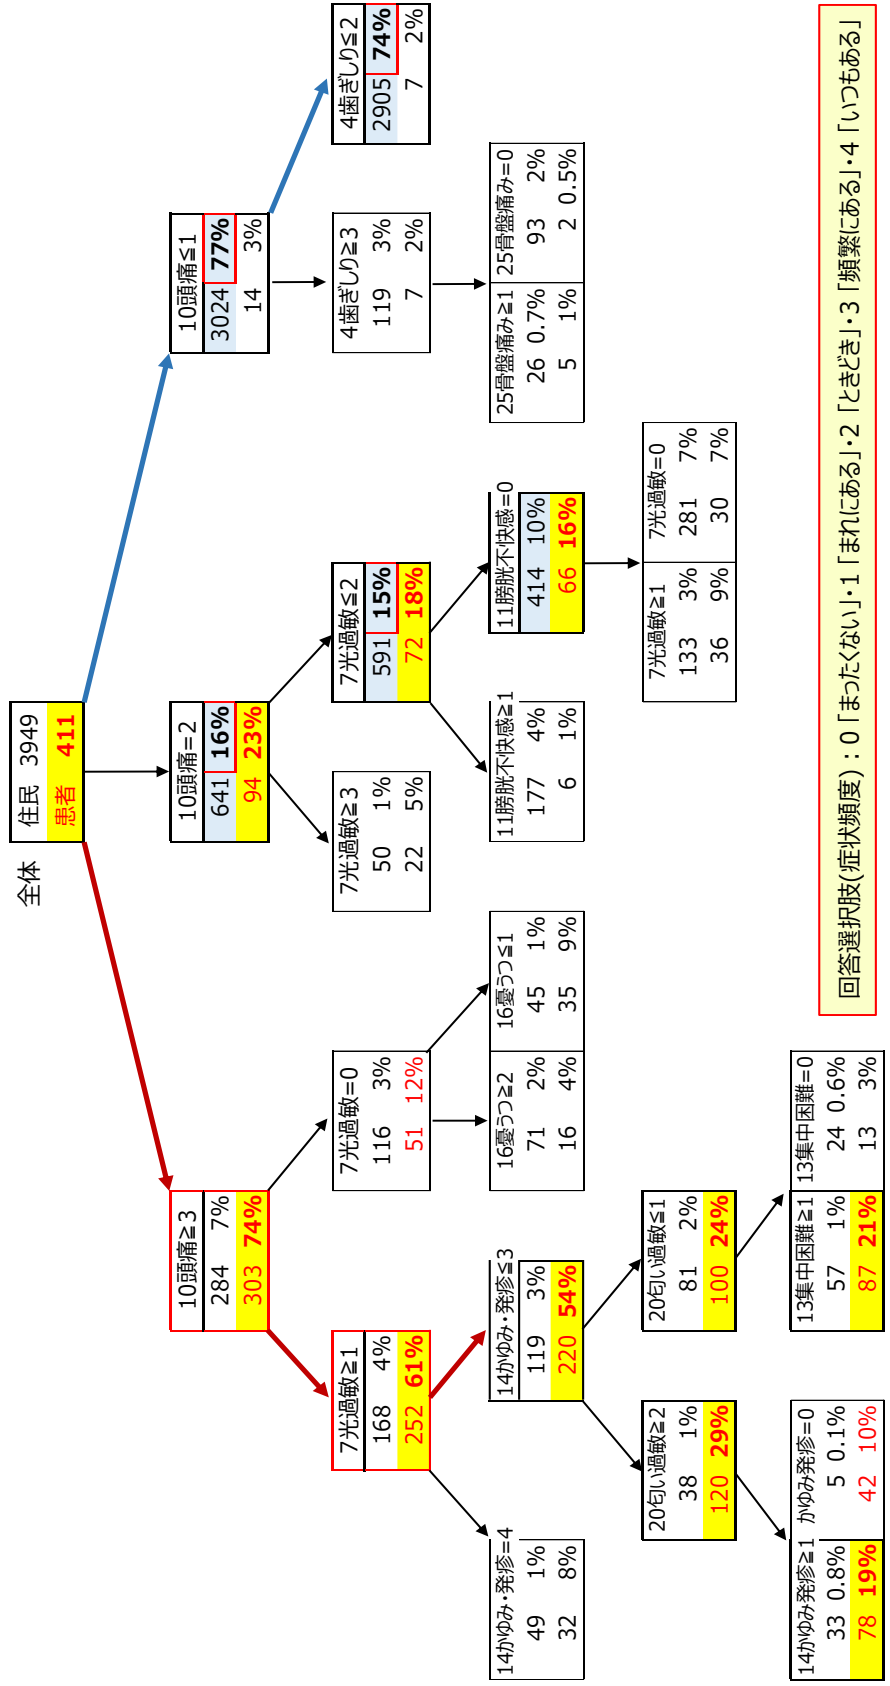 全体
住民 3949
患者 411
10頭痛≧3
284 7%
303 74%
10頭痛=2
641 16%
94 23%
10頭痛≦1
3024 77%
14 3%
7光過敏≧1
168 4%
252 61%
7光過敏=0
116 3%
51 12%
7光過敏≧3
50 1%
22 5%
7光過敏≦2
591 15%
72 18%
4歯ぎしり≧3
119 3%
7 2%
4歯ぎしり≦2
2905 74%
7 2%
14かゆみ・発疹=4
49 1%
32 8%
14かゆみ・発疹≦3
119 3%
220 54%
16憂うつ≧2
71 2%
16 4%
16憂うつ≦1
45 1%
35 9%
11膀胱不快感≧1
177 4%
6 1%
11膀胱不快感=0
414 10%
66 16%
25骨盤痛み≧1
26 0.7%
5 1%
25骨盤痛み=0
93 2%
2 0.5%
20匂い過敏≧2
38 1%
120 29%
20匂い過敏≦1
81 2%
100 24%
7光過敏≧1
133 3%
36 9%
7光過敏=0
281 7%
30 7%
14かゆみ発疹≧1
33 0.8%
78 19%
かゆみ発疹=0
5 0.1%
42 10%
13集中困難≧1
57 1%
87 21%
13集中困難=0
24 0.6%
13 3%
回答選択肢(症状頻度)：0「まったくない」・1「まれにある」・2「ときどき」・3「頻繁にある」・4「いつもある」